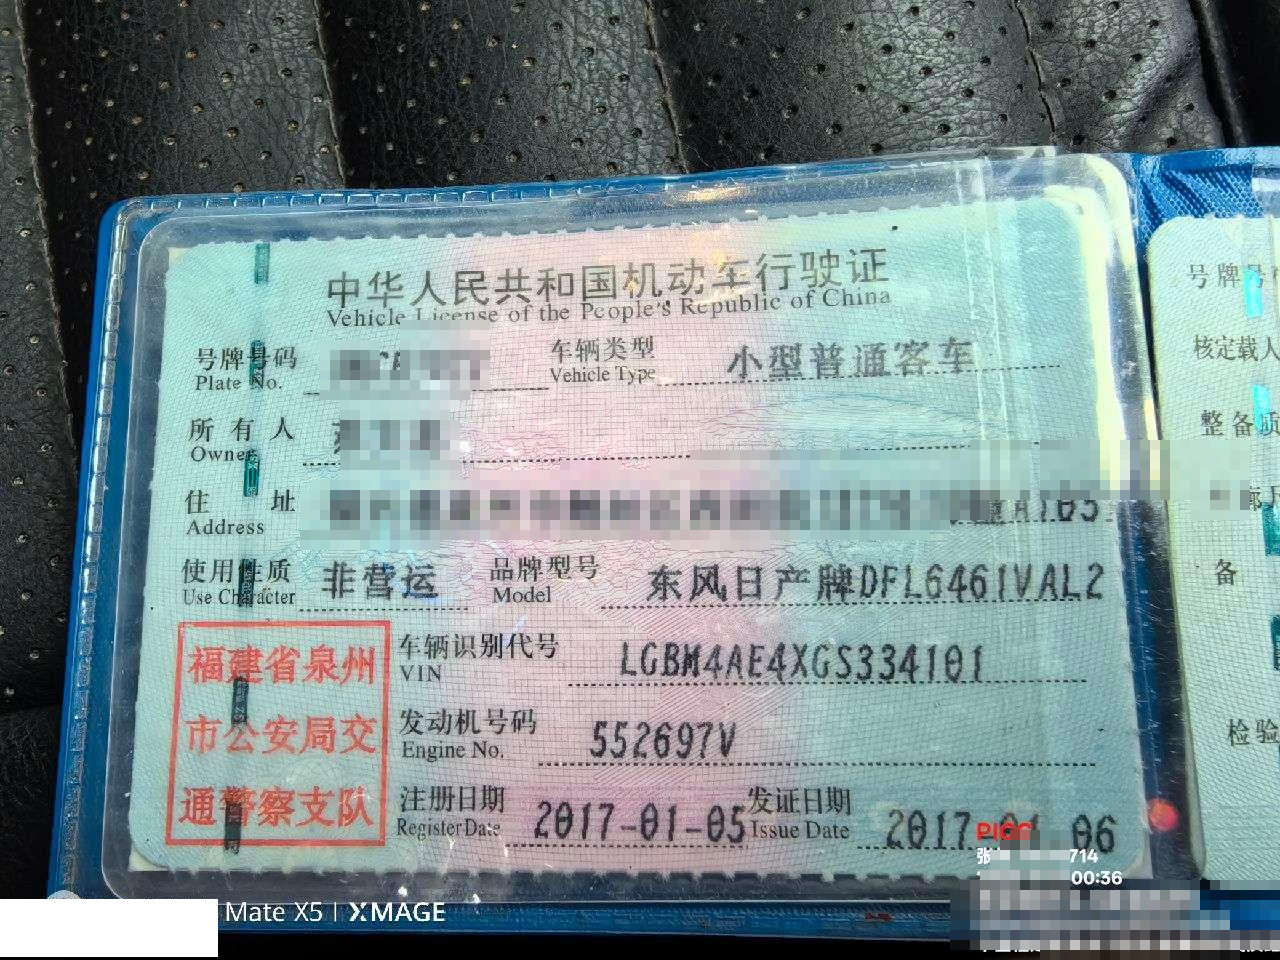 中华人民共和国机动车行驶证
Vehicle License of the People's Republic of China
号牌号码
Plate No.
车辆类型
Vehicle Type
小型普通客车
所有人
Owner
住址
Address
A103
使用性质
Use Character
非营运
品牌型号
Model
东风日产牌DFL6461VAL2
福建省泉州
市公安局交
通警察支队
车辆识别代号
VIN
LGBM4AE4XGS334101
发动机号码
Engine No.
552697V
注册日期
Register Date
2017-01-05
发证日期
Issue Date
2017-01-06
号牌号
核定载人
整备质
备
检验
张
714
00:36
Mate X5 | XMAGE